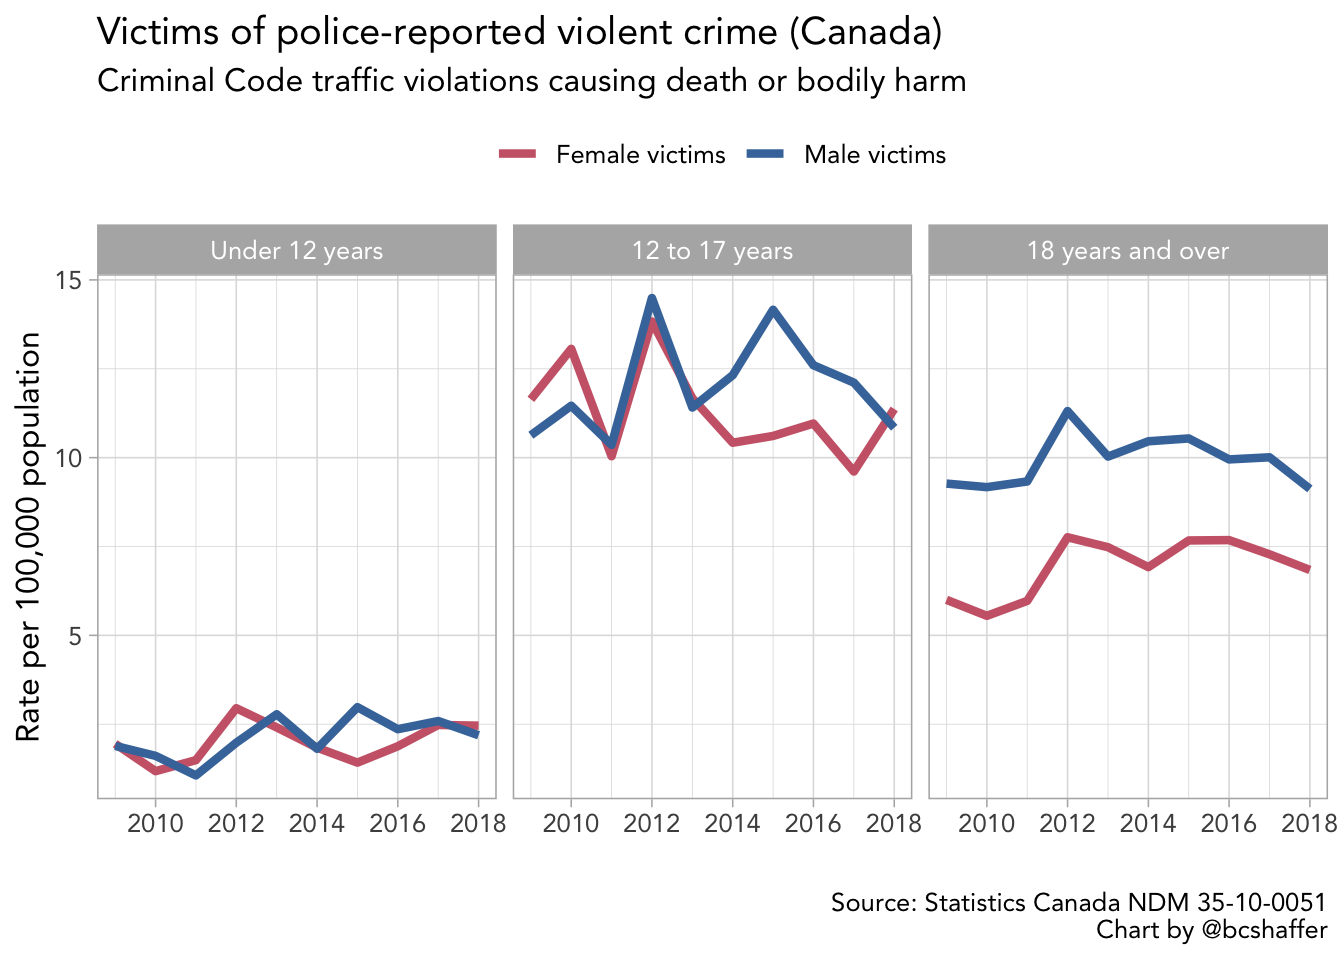 Victims of police-reported violent crime (Canada)
Criminal Code traffic violations causing death or bodily harm
Female victims Male victims
Under 12 years 12 to 17 years 18 years and over
15
10
5
Rate per 100,000 population
2010 2012 2014 2016 2018 2010 2012 2014 2016 2018 2010 2012 2014 2016 2018
Source: Statistics Canada NDM 35-10-0051
Chart by @bcshaffer